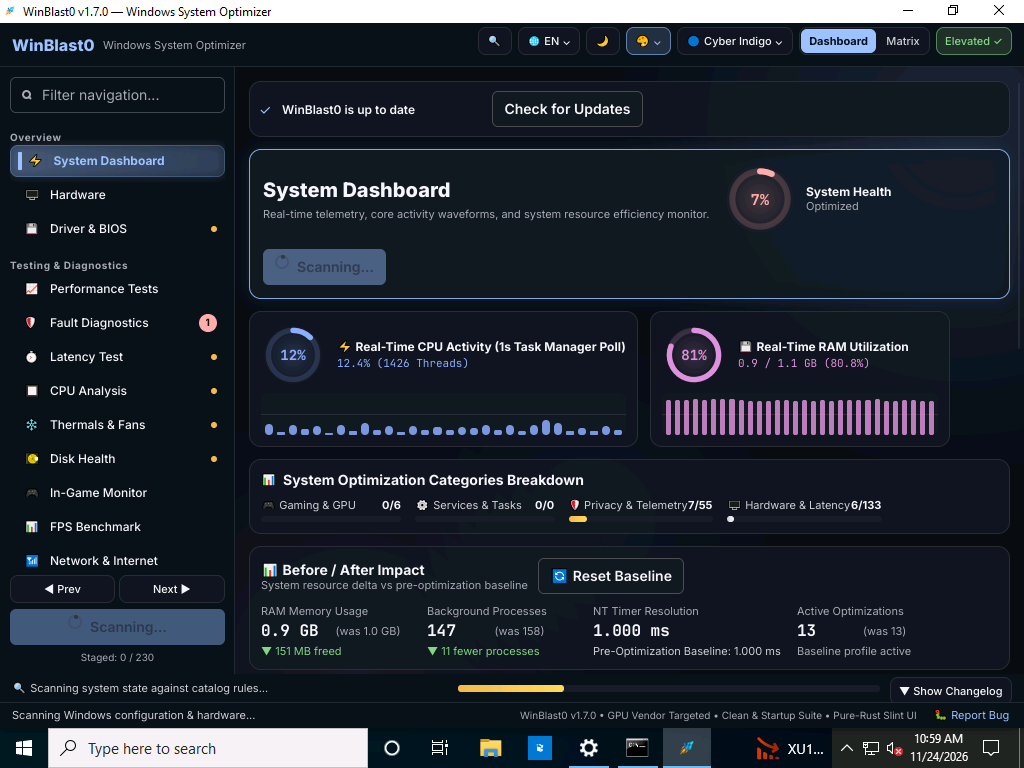 WinBlast0 v1.7.0 — Windows System Optimizer
WinBlast0 Windows System Optimizer
EN
Cyber Indigo
Dashboard
Matrix
Elevated ✓
Filter navigation...
Overview
System Dashboard
Hardware
Driver & BIOS
Testing & Diagnostics
Performance Tests
Fault Diagnostics 1
Latency Test
CPU Analysis
Thermals & Fans
Disk Health
In-Game Monitor
FPS Benchmark
Network & Internet
◀ Prev
Next ▶
Scanning...
Staged: 0 / 230
✓ WinBlast0 is up to date
Check for Updates
System Dashboard
Real-time telemetry, core activity waveforms, and system resource efficiency monitor.
Scanning...
7%
System Health
Optimized
12%
Real-Time CPU Activity (1s Task Manager Poll)
12.4% (1426 Threads)
81%
Real-Time RAM Utilization
0.9 / 1.1 GB (80.8%)
System Optimization Categories Breakdown
Gaming & GPU 0/6
Services & Tasks 0/0
Privacy & Telemetry 7/55
Hardware & Latency 6/133
Before / After Impact
System resource delta vs pre-optimization baseline
Reset Baseline
RAM Memory Usage
0.9 GB (was 1.0 GB)
▼ 151 MB freed
Background Processes
147 (was 158)
▼ 11 fewer processes
NT Timer Resolution
1.000 ms
Pre-Optimization Baseline: 1.000 ms
Active Optimizations
13 (was 13)
Baseline profile active
Scanning system state against catalog rules...
▼ Show Changelog
Scanning Windows configuration & hardware...
WinBlast0 v1.7.0 • GPU Vendor Targeted • Clean & Startup Suite • Pure-Rust Slint UI
Report Bug
Type here to search
XU1...
10:59 AM
11/24/2026